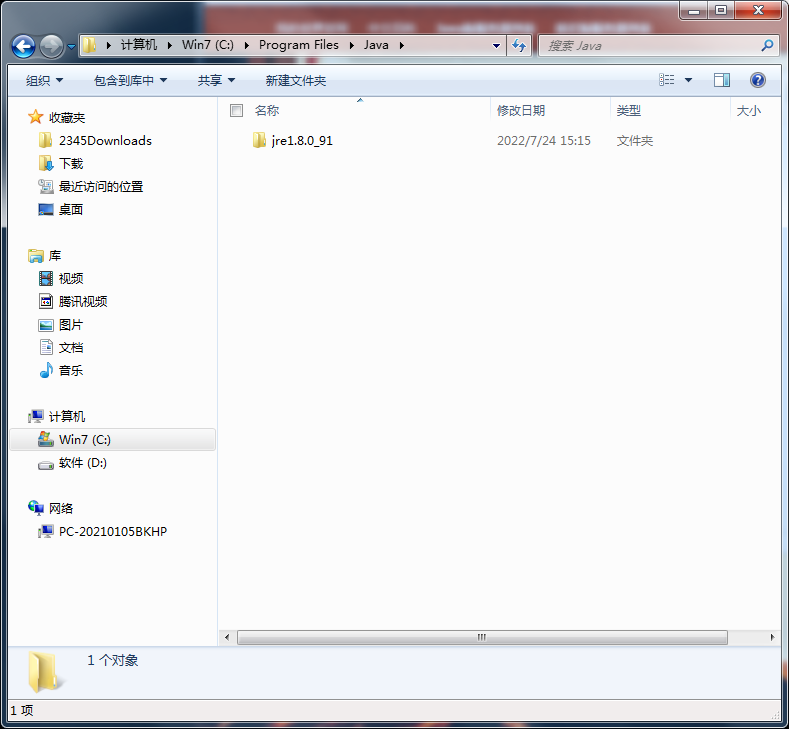 计算机 Win7 (C:) Program Files Java
搜索 Java
组织 包含到库中 共享 新建文件夹
名称 修改日期 类型 大小
jre1.8.0_91 2022/7/24 15:15 文件夹
收藏夹
2345Downloads
下载
最近访问的位置
桌面
库
视频
腾讯视频
图片
文档
音乐
计算机
Win7 (C:)
软件 (D:)
网络
PC-20210105BKHP
1 个对象
1 项